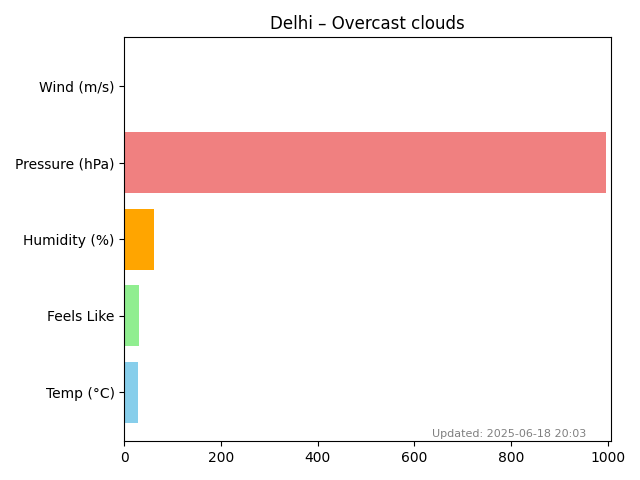 Delhi – Overcast clouds
Wind (m/s)
Pressure (hPa)
Humidity (%)
Feels Like
Temp (°C)
Updated: 2025-06-18 20:03
0 200 400 600 800 1000